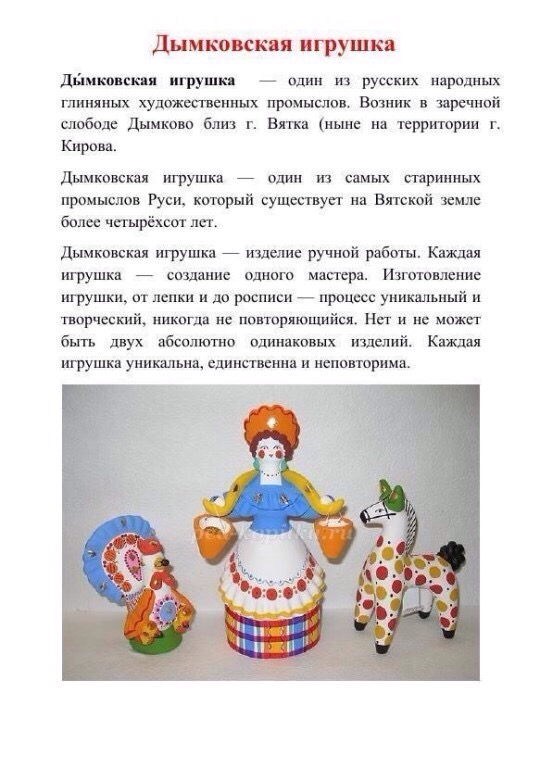 Дымковская игрушка
Ды́мковская игрушка — один из русских народных
глиняных художественных промыслов. Возник в заречной
слободе Дымково близ г. Вятка (ныне на территории г.
Кирова.
Дымковская игрушка — один из самых старинных
промыслов Руси, который существует на Вятской земле
более четырёхсот лет.
Дымковская игрушка — изделие ручной работы. Каждая
игрушка — создание одного мастера. Изготовление
игрушки, от лепки и до росписи — процесс уникальный и
творческий, никогда не повторяющийся. Нет и не может
быть двух абсолютно одинаковых изделий. Каждая
игрушка уникальна, единственна и неповторима.